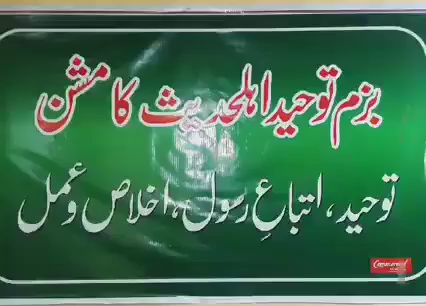 بزم توحید اہلحدیث کا مشن
توحید، اتباعِ رسول، اخلاص و عمل